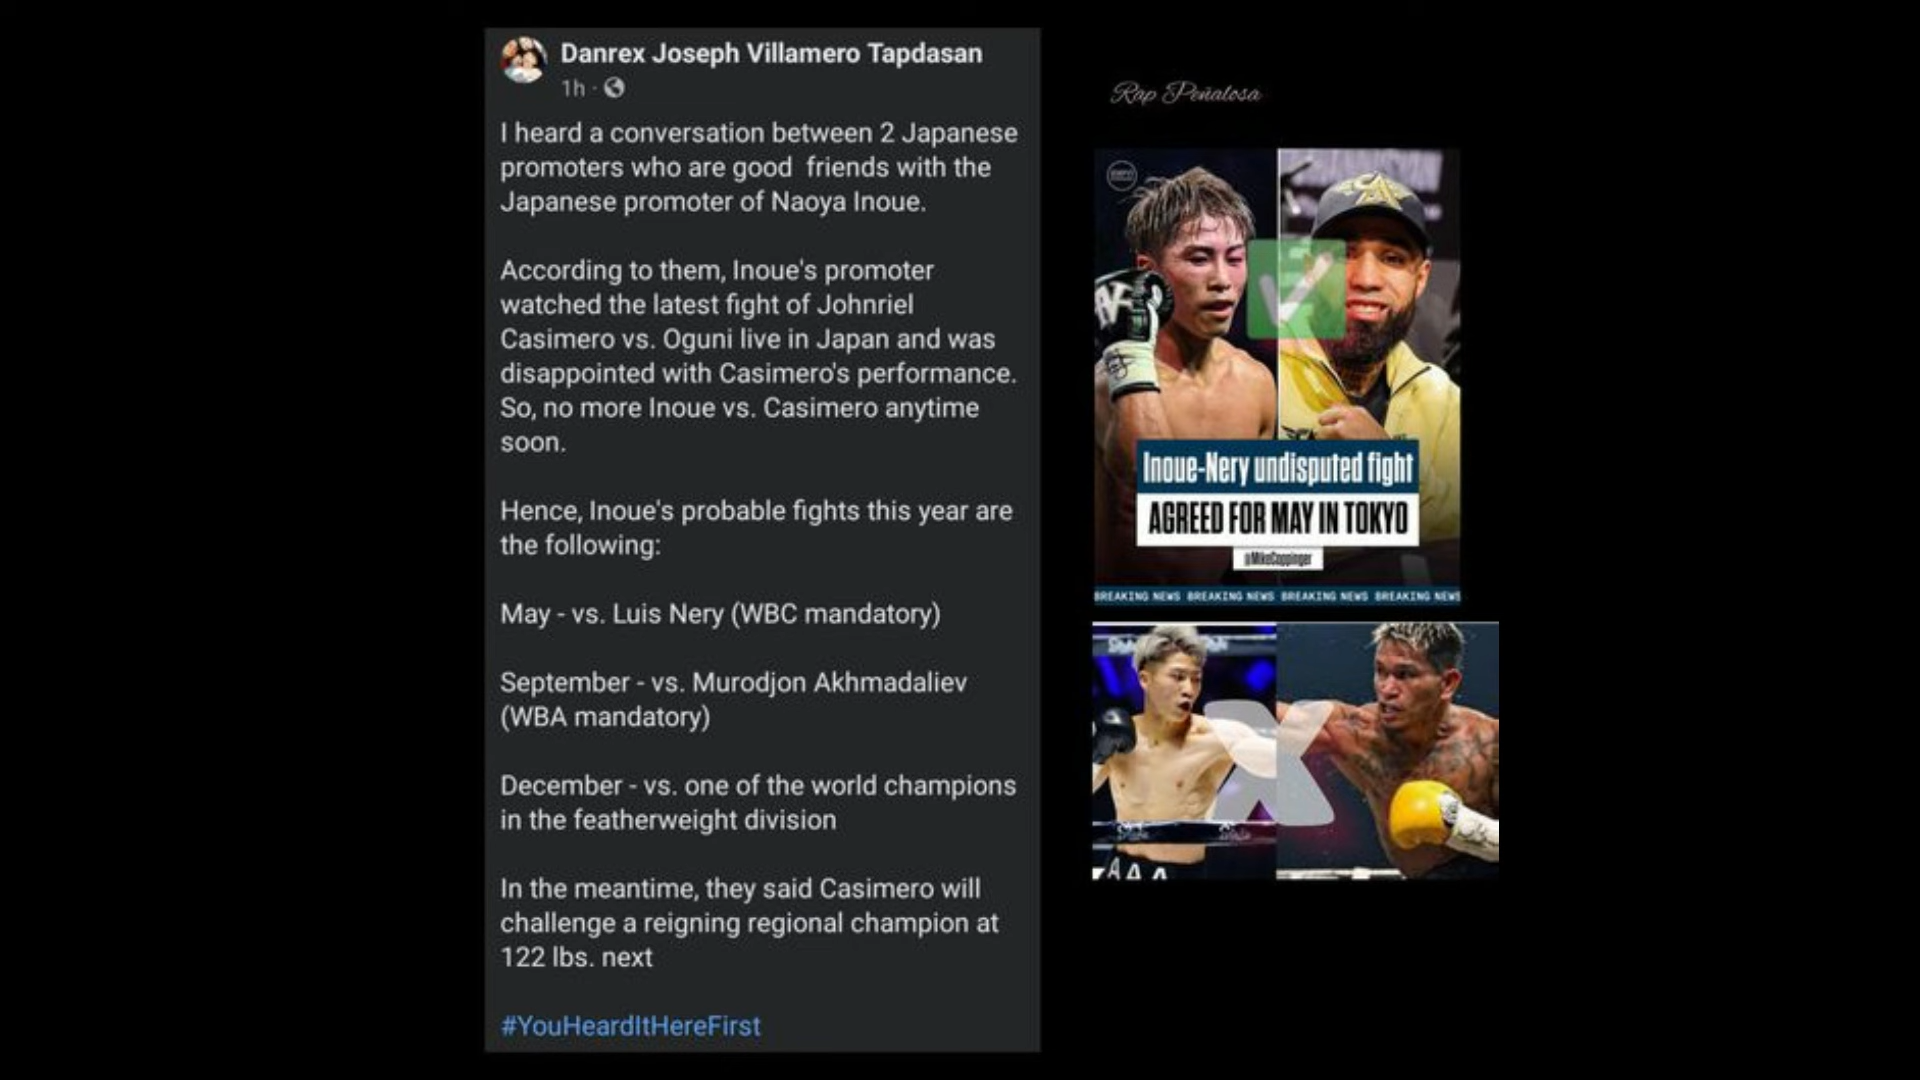 Danrex Joseph Villamero Tapdasan
1h ·
I heard a conversation between 2 Japanese
promoters who are good  friends with the
Japanese promoter of Naoya Inoue.
According to them, Inoue's promoter
watched the latest fight of Johnriel
Casimero vs. Oguni live in Japan and was
disappointed with Casimero's performance.
So, no more Inoue vs. Casimero anytime
soon.
Hence, Inoue's probable fights this year are
the following:
May - vs. Luis Nery (WBC mandatory)
September - vs. Murodjon Akhmadaliev
(WBA mandatory)
December - vs. one of the world champions
in the featherweight division
In the meantime, they said Casimero will
challenge a reigning regional champion at
122 lbs. next
#YouHeardItHereFirst
Rap Peñalosa
Inoue-Nery undisputed fight
AGREED FOR MAY IN TOKYO
@MikeCoppinger
BREAKING NEWS BREAKING NEWS BREAKING NEWS BREAKING NEWS